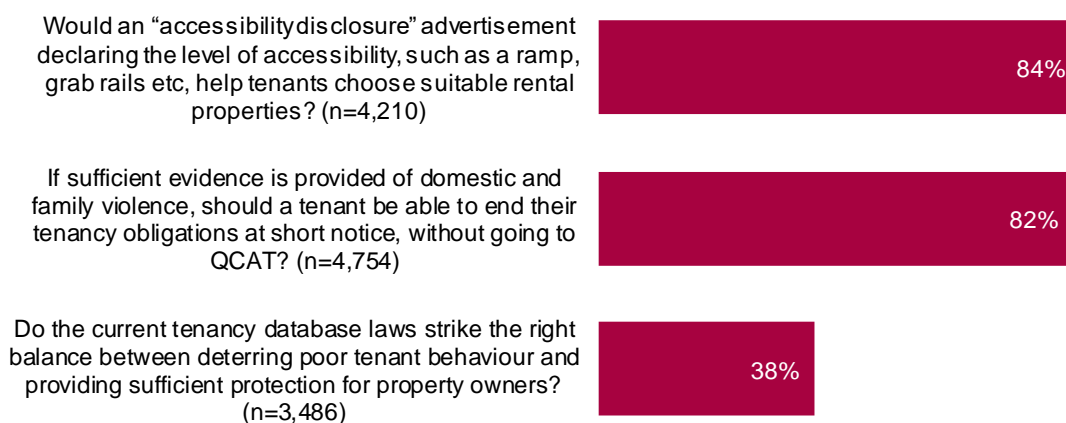 Would an “accessibility disclosure” advertisement
declaring the level of accessibility, such as a ramp,
grab rails etc, help tenants choose suitable rental
properties? (n=4,210)
84%
If sufficient evidence is provided of domestic and
family violence, should a tenant be able to end their
tenancy obligations at short notice, without going to
QCAT? (n=4,754)
82%
Do the current tenancy database laws strike the right
balance between deterring poor tenant behaviour and
providing sufficient protection for property owners?
(n=3,486)
38%